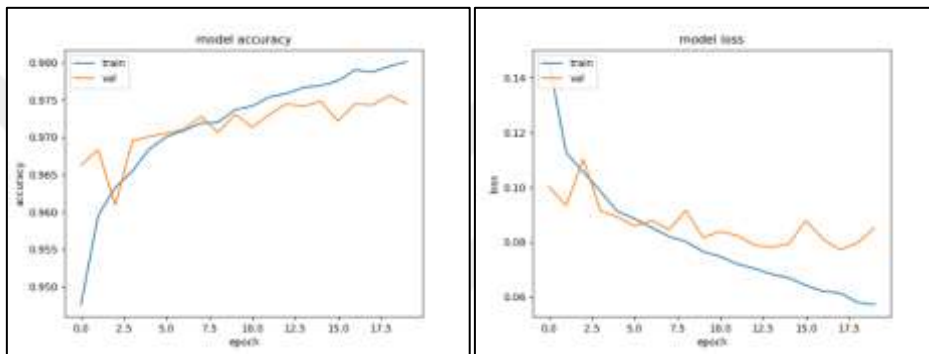 model accuracy
train
val
0.980
0.975
0.970
0.965
0.960
0.955
0.950
accuracy
0.0 2.5 5.0 7.5 10.0 12.5 15.0 17.5
epoch
model loss
train
val
0.14
0.12
0.10
0.08
0.06
loss
0.0 2.5 5.0 7.5 10.0 12.5 15.0 17.5
epoch